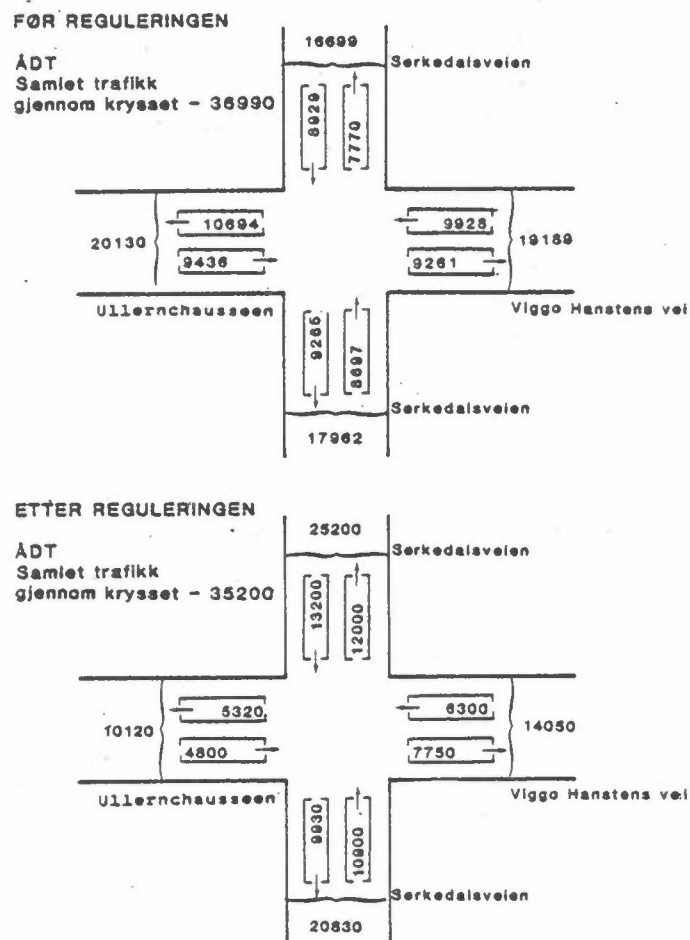 FØR REGULERINGEN
16699
Sørkedalsveien
ÅDT
Samlet trafikk
gjennom krysset - 36990
8929
7770
10694
9928
20130
19189
9436
9261
Ullernchausséen
9265
8697
Viggo Hanstens vei
Sørkedalsveien
17962
ETTER REGULERINGEN
25200
Sørkedalsveien
ÅDT
Samlet trafikk
gjennom krysset - 35200
13200
12000
5320
6300
10120
14050
4800
7750
Ullernchausséen
9930
10900
Viggo Hanstens vei
Sørkedalsveien
20830